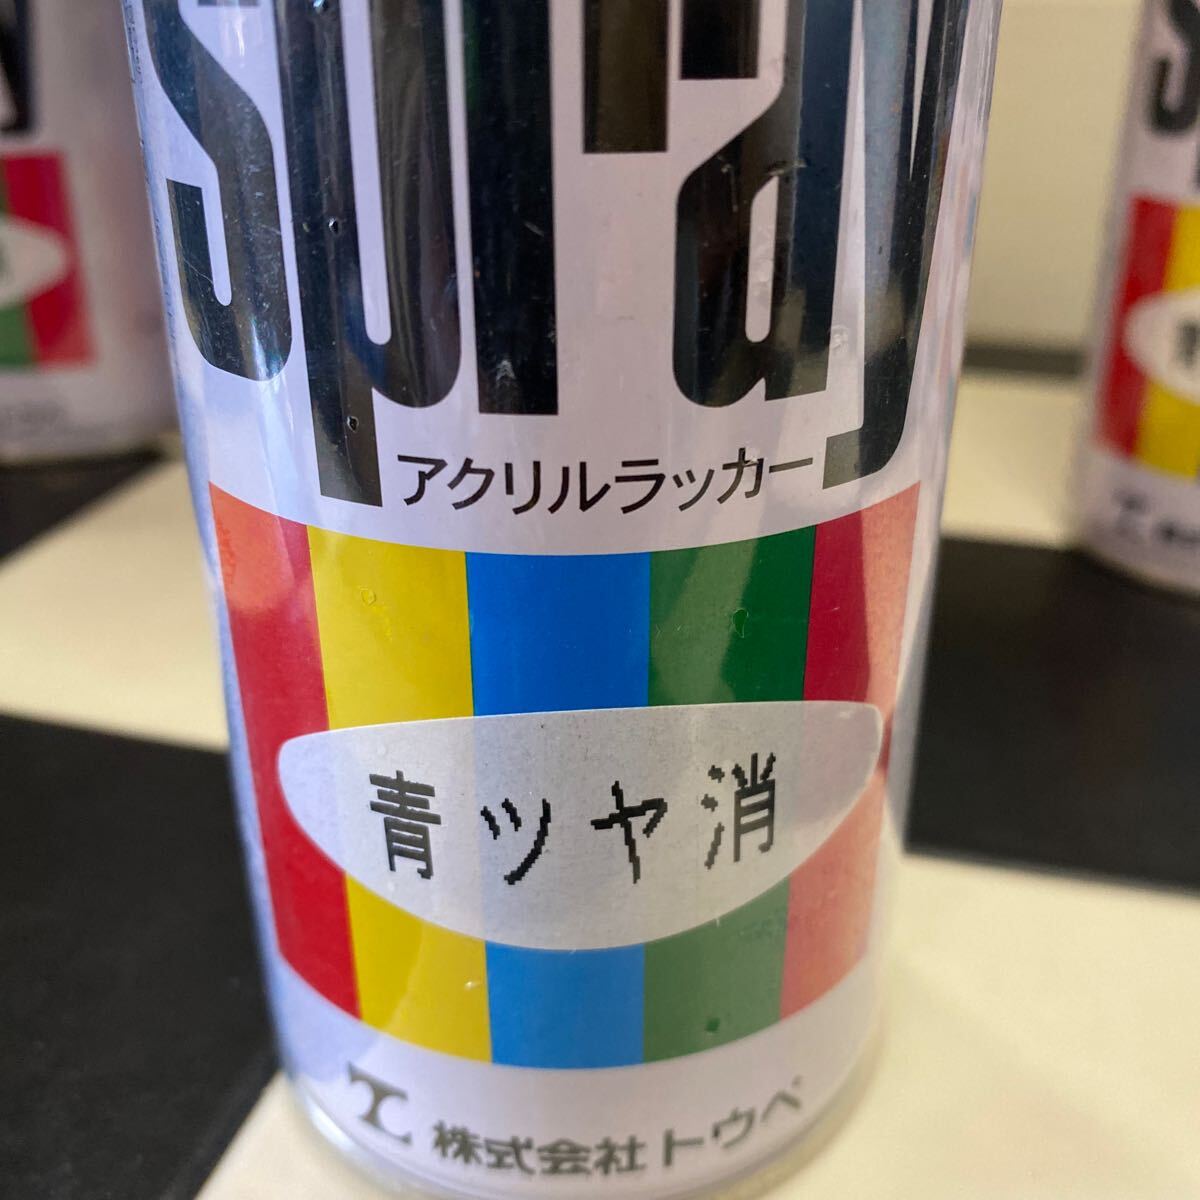 spray
アクリルラッカー
青ツヤ消
株式会社トウペ